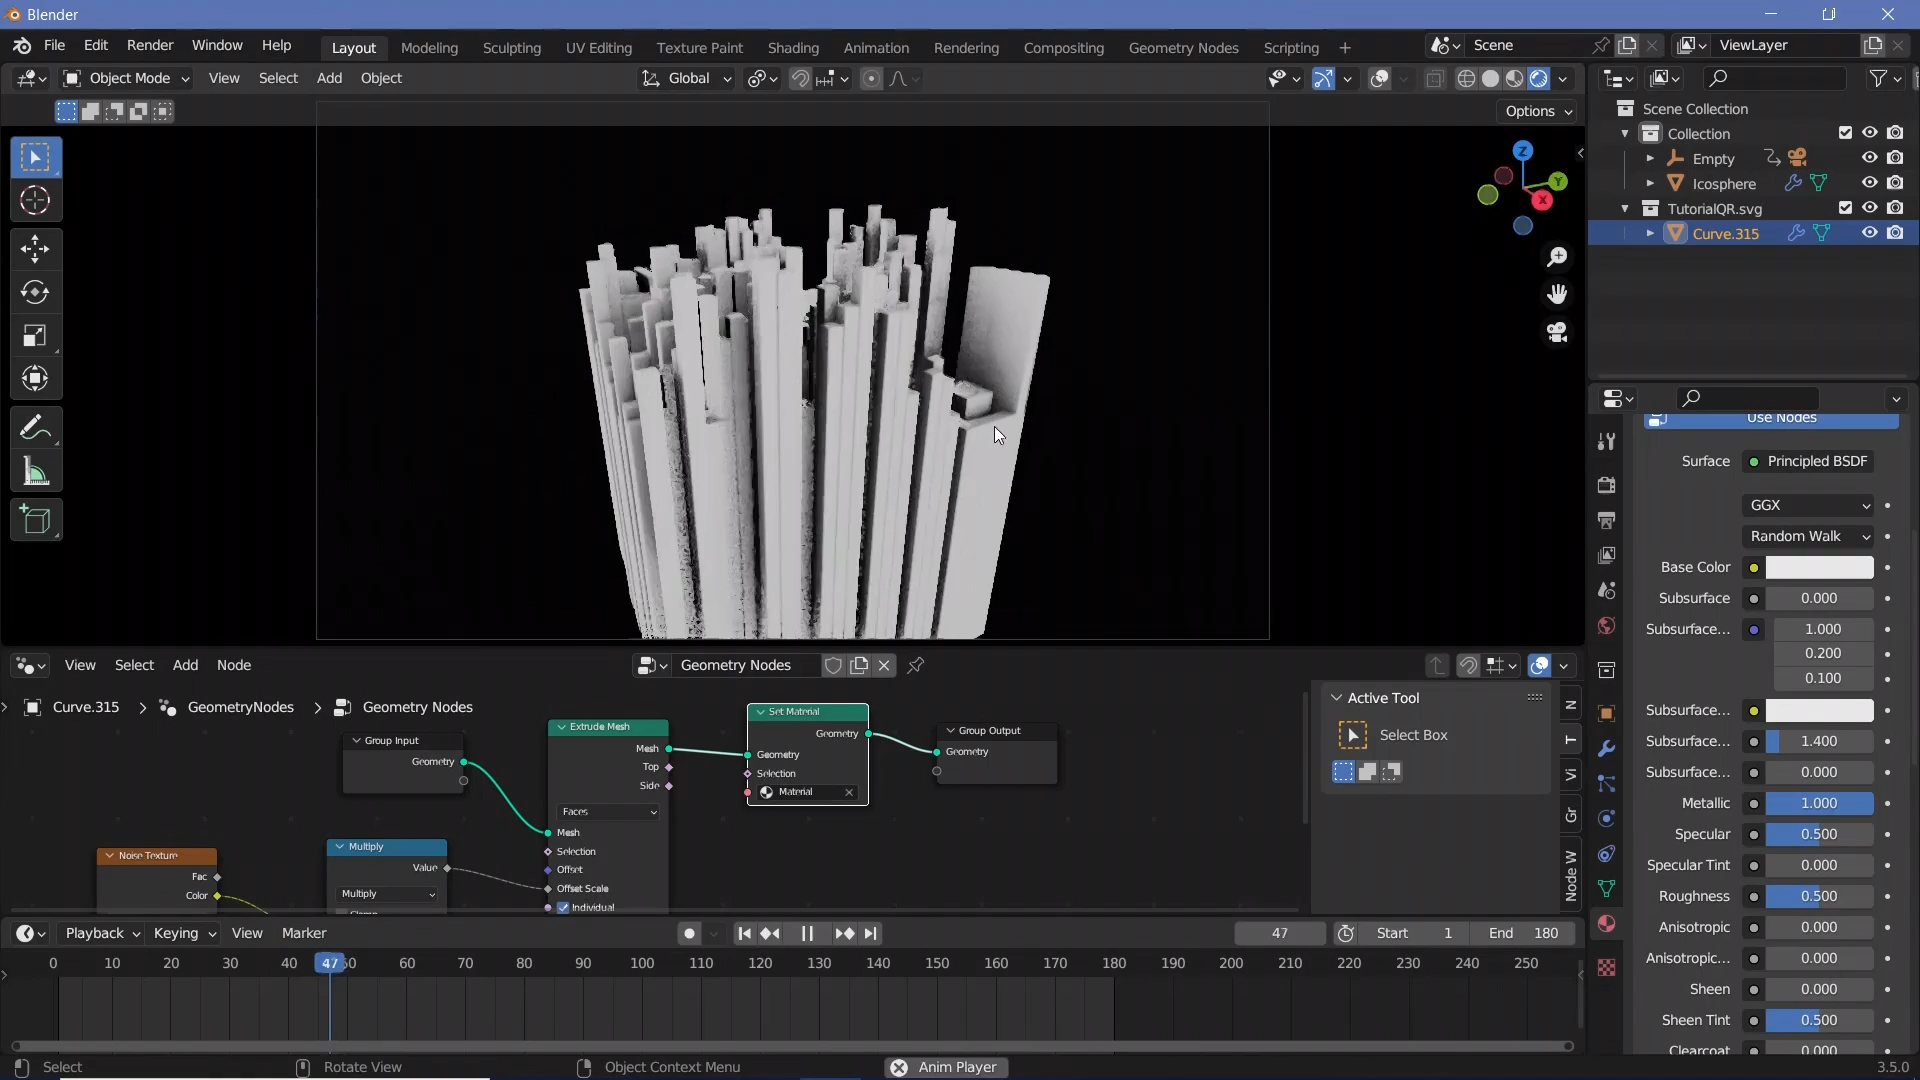 Blender
File Edit Render Window Help Layout Modeling Sculpting UV Editing Texture Paint Shading Animation Rendering Compositing Geometry Nodes Scripting + Scene ViewLayer
Object Mode View Select Add Object Global
Options
Z
Y
X
Scene Collection
Collection
Empty
Icosphere
TutorialQR.svg
Curve.315
Use Nodes
Surface Principled BSDF
GGX
Random Walk
Base Color
Subsurface 0.000
Subsurface... 1.000
0.200
0.100
Subsurface...
Subsurface... 1.400
Subsurface... 0.000
Metallic 1.000
Specular 0.500
Specular Tint 0.000
Roughness 0.500
Anisotropic 0.000
Anisotropic... 0.000
Sheen 0.000
Sheen Tint 0.500
Clearcoat 0.000
View Select Add Node Geometry Nodes
Curve.315 > GeometryNodes > Geometry Nodes
Group Input
Geometry
Noise Texture
Fac
Color
Multiply
Value
Multiply
Clamp
Extrude Mesh
Mesh
Top
Side
Faces
Mesh
Selection
Offset
Offset Scale
Individual
Set Material
Geometry
Geometry
Selection
Material
Group Output
Geometry
Active Tool
Select Box
N
T
Vi
Gr
Node W
Playback Keying View Marker 47 Start 1 End 180
0 10 20 30 40 47 50 60 70 80 90 100 110 120 130 140 150 160 170 180 190 200 210 220 230 240 250
Select Rotate View Object Context Menu Anim Player 3.5.0